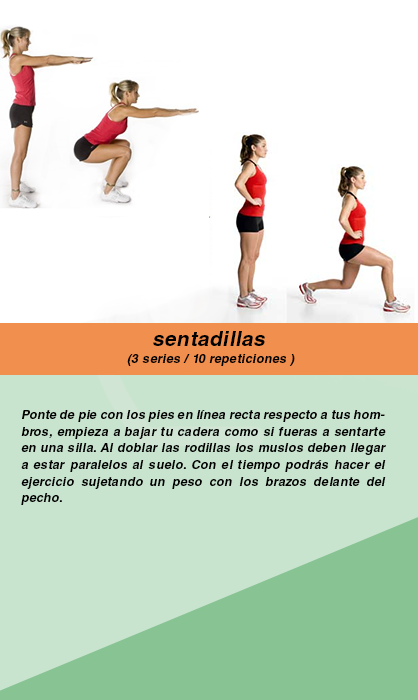 sentadillas
(3 series / 10 repeticiones )
Ponte de pie con los pies en línea recta respecto a tus hom-
bros, empieza a bajar tu cadera como si fueras a sentarte
en una silla. Al doblar las rodillas los muslos deben llegar
a estar paralelos al suelo. Con el tiempo podrás hacer el
ejercicio sujetando un peso con los brazos delante del
pecho.